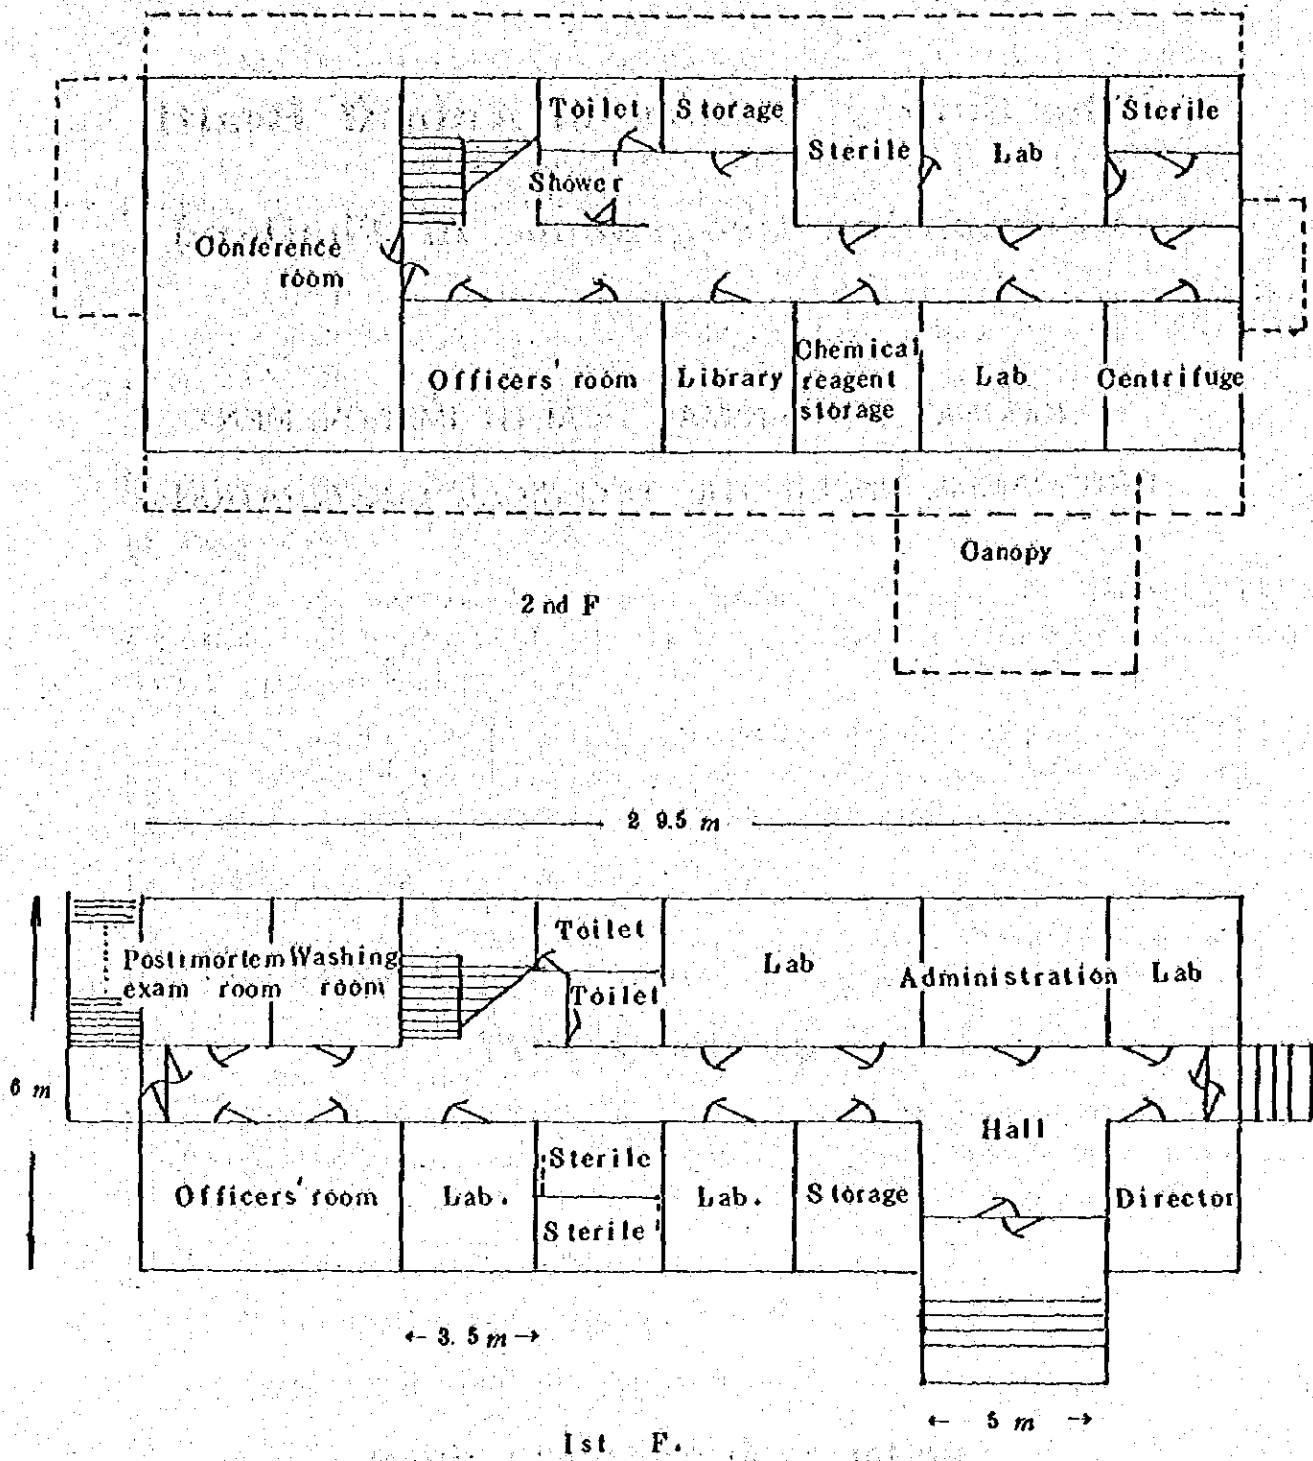 Toilet
Storage
Sterile
Sterile
Lab
Shower
Conference
room
Officers' room
Library
Chemical
reagent
storage
Lab
Centrifuge
Canopy
2nd F
29.5 m
Toilet
Postmortem
exam room
Washing
room
Toilet
Lab
Administration
Lab
6 m
Hall
Officers' room
Lab.
Sterile
Sterile
Lab.
Storage
Director
3.5 m
5 m
1st F.